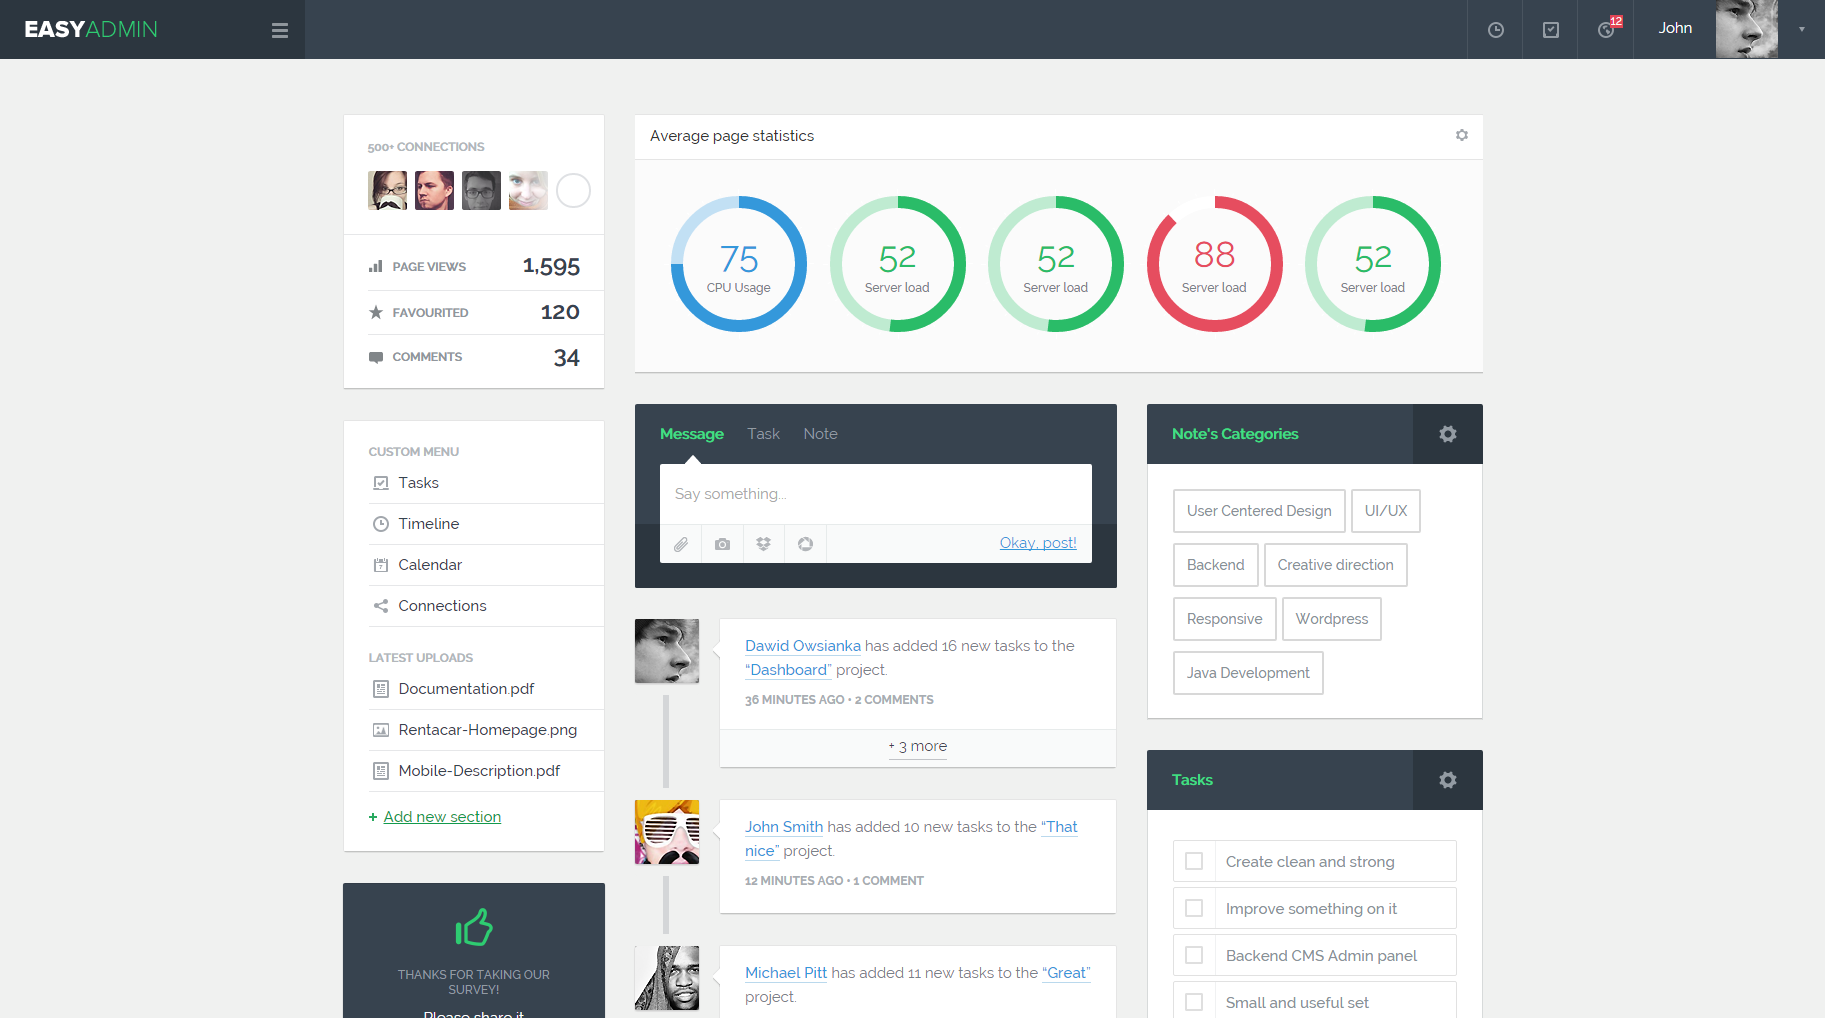 EASYADMIN
12
John
500+ CONNECTIONS
PAGE VIEWS 1,595
FAVOURITED 120
COMMENTS 34
CUSTOM MENU
Tasks
Timeline
7
Calendar
Connections
LATEST UPLOADS
Documentation.pdf
Rentacar-Homepage.png
Mobile-Description.pdf
+ Add new section
THANKS FOR TAKING OUR
SURVEY!
Please share it
Average page statistics
75
CPU Usage
52
Server load
52
Server load
88
Server load
52
Server load
Message Task Note
Say something...
Okay, post!
Dawid Owsianka has added 16 new tasks to the
“Dashboard” project.
36 MINUTES AGO • 2 COMMENTS
+ 3 more
John Smith has added 10 new tasks to the “That
nice” project.
12 MINUTES AGO • 1 COMMENT
Michael Pitt has added 11 new tasks to the “Great”
project.
Note's Categories
User Centered Design UI/UX
Backend Creative direction
Responsive Wordpress
Java Development
Tasks
Create clean and strong
Improve something on it
Backend CMS Admin panel
Small and useful set